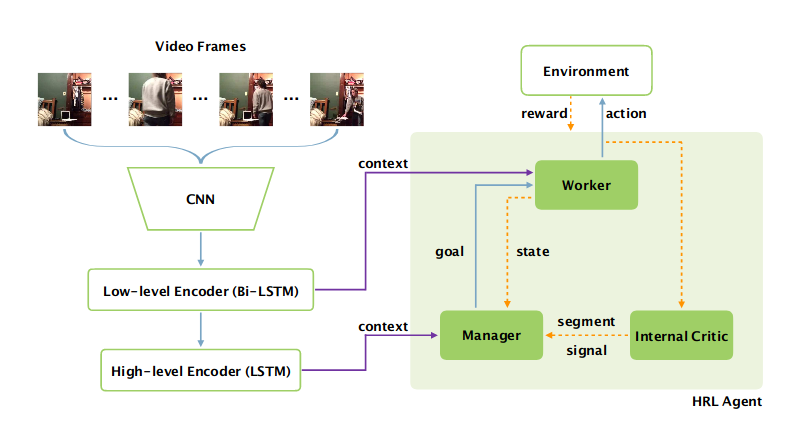 Video Frames
... ... ...
CNN
Low-level Encoder (Bi-LSTM)
High-level Encoder (LSTM)
context
context
Environment
reward
action
Worker
goal
state
Manager
segment
signal
Internal Critic
HRL Agent